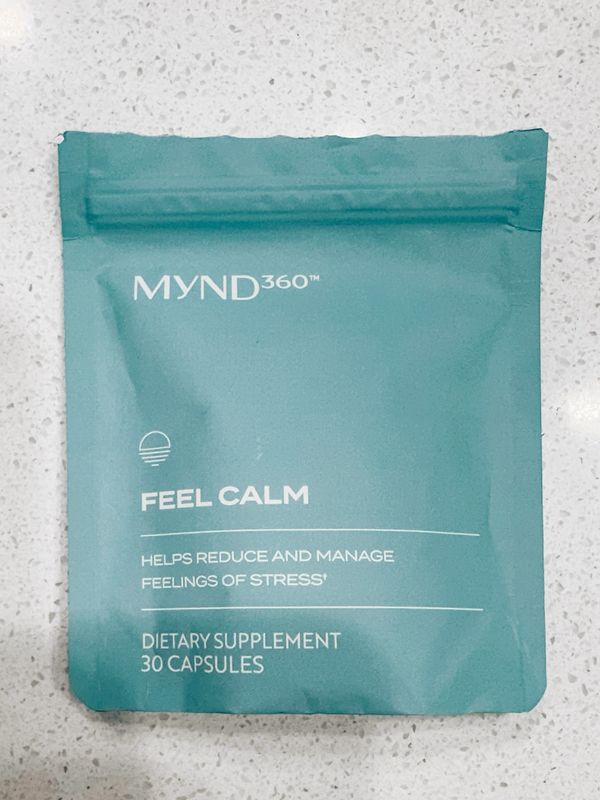 MYND360™
FEEL CALM
HELPS REDUCE AND MANAGE
FEELINGS OF STRESS†
DIETARY SUPPLEMENT
30 CAPSULES